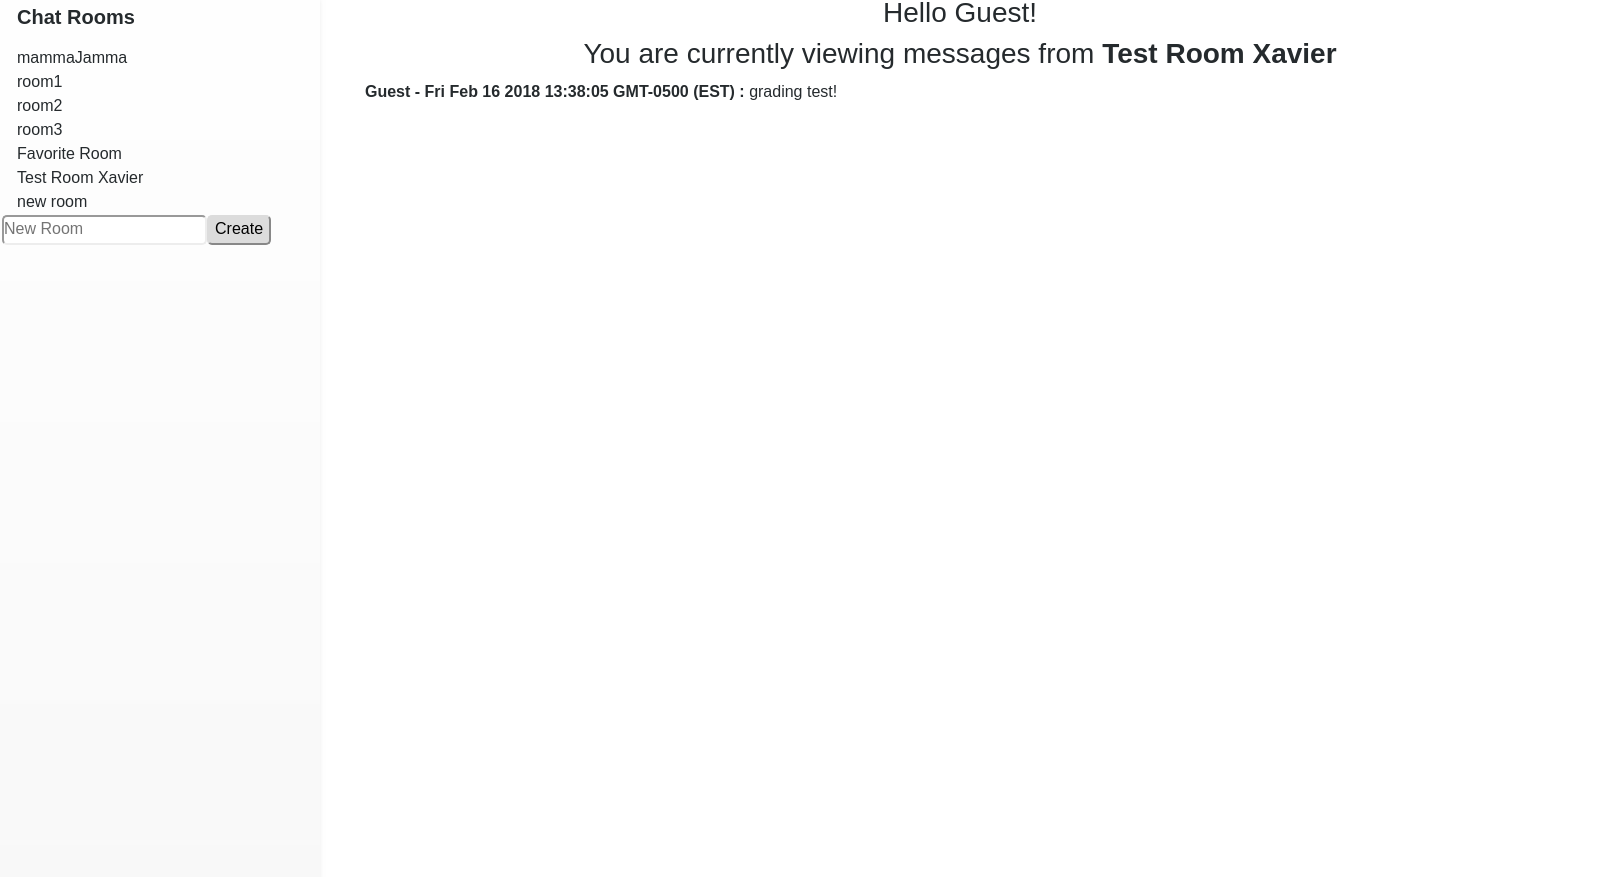 Chat Rooms
mammaJamma
room1
room2
room3
Favorite Room
Test Room Xavier
new room
New Room
Create
Hello Guest!
You are currently viewing messages from Test Room Xavier
Guest - Fri Feb 16 2018 13:38:05 GMT-0500 (EST) : grading test!